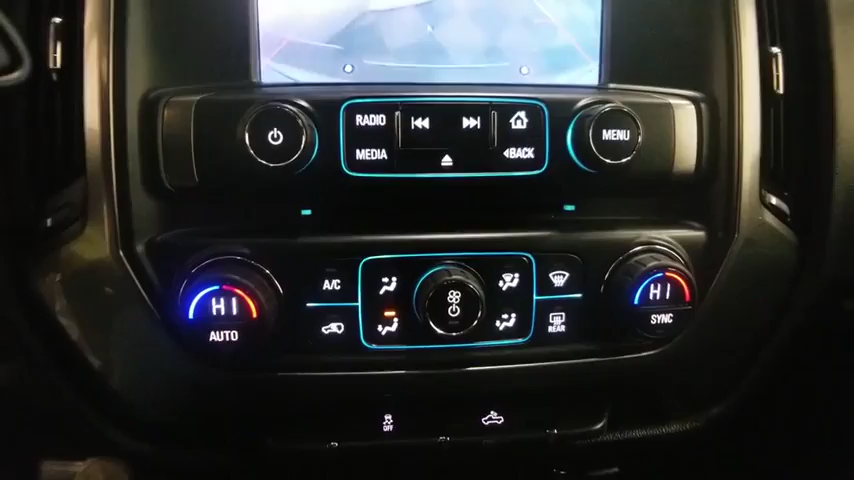 RADIO
MEDIA
BACK
MENU
A/C
HI
AUTO
REAR
HI
SYNC
OFF